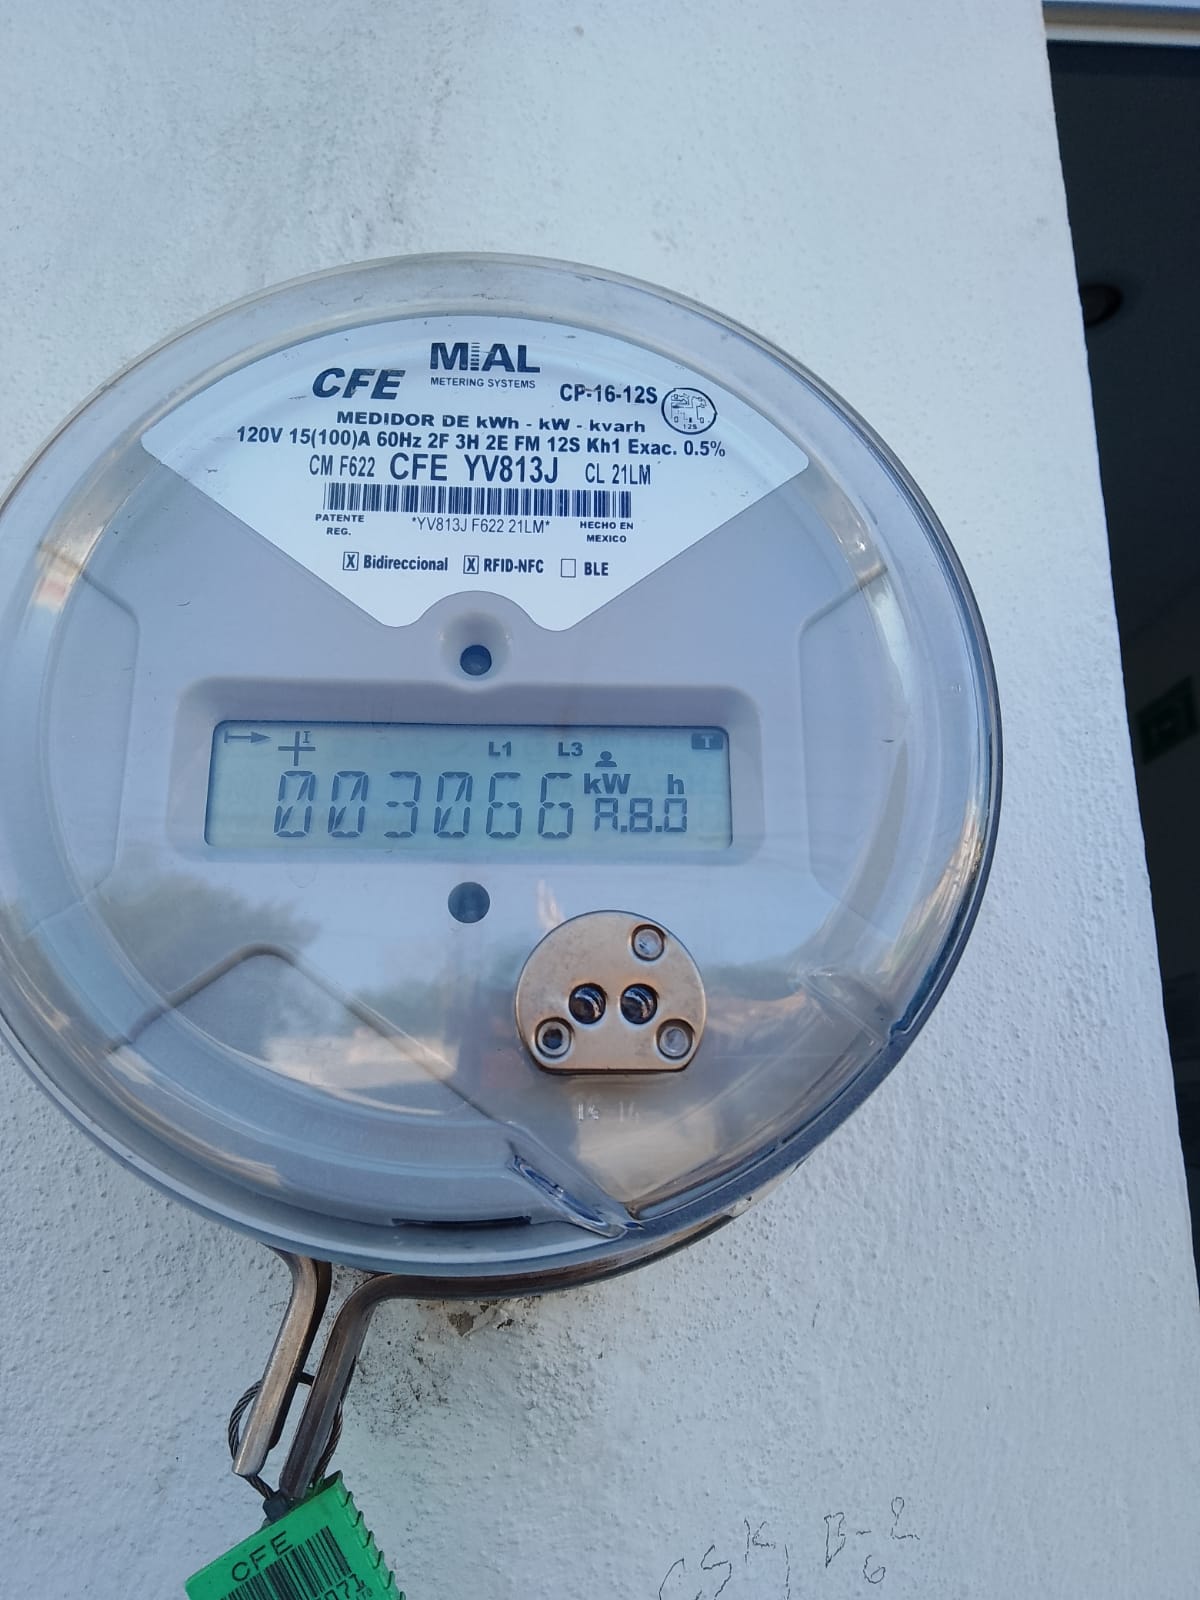 MIAL
METERING SYSTEMS
CFE
CP-16-12S
12S
MEDIDOR DE kWh - kW - kvarh
120V 15(100)A 60Hz 2F 3H 2E FM 12S Kh1 Exac. 0.5%
CM F622 CFE YV813J CL 21LM
PATENTE REG.
*YV813J F622 21LM*
HECHO EN MEXICO
X Bidireccional X RFID-NFC BLE
I L1 L3 T
003066 kW h
A.8.0
CFE